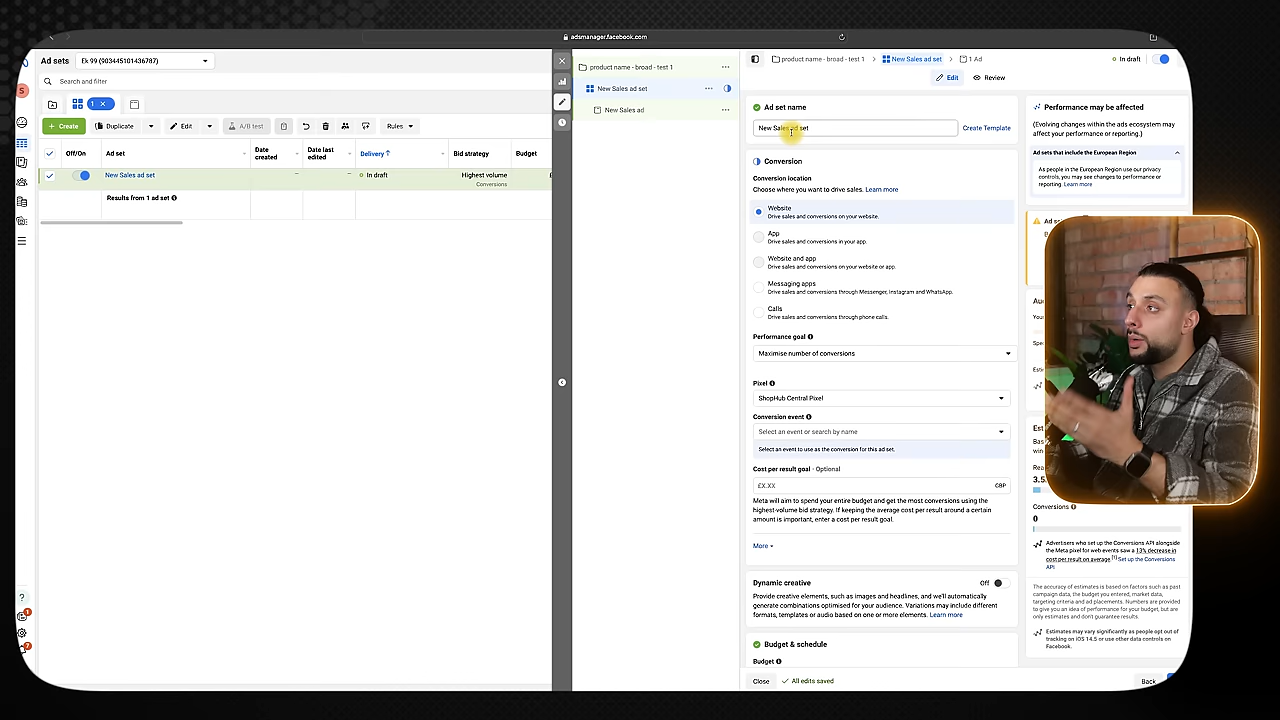 adsmanager.facebook.com
Ad sets
Ek 99 (903445101436787)
Search and filter
1
Create
Duplicate
Edit
A/B test
Rules
Off/On
Ad set
Date created
Date last edited
Delivery
Bid strategy
Budget
New Sales ad set
In draft
Highest volume
Conversions
Results from 1 ad set
product name - broad - test 1
New Sales ad set
New Sales ad
product name - broad - test 1
New Sales ad set
1 Ad
In draft
Edit
Review
Ad set name
New Sales ad set
Create Template
Conversion
Conversion location
Choose where you want to drive sales. Learn more
Website
Drive sales and conversions on your website.
App
Drive sales and conversions in your app.
Website and app
Drive sales and conversions on your website or app.
Messaging apps
Drive sales and conversions through Messenger, Instagram and WhatsApp.
Calls
Drive sales and conversions through phone calls.
Performance goal
Maximise number of conversions
Pixel
ShopHub Central Pixel
Conversion event
Select an event or search by name
Select an event to use as the conversion for this ad set.
Cost per result goal - Optional
£X.XX
GBP
Meta will aim to spend your entire budget and get the most conversions using the
highest-volume bid strategy. If keeping the average cost per result around a certain
amount is important, enter a cost per result goal.
More
Dynamic creative
Off
Provide creative elements, such as images and headlines, and we'll automatically
generate combinations optimised for your audience. Variations may include different
formats, templates or audio based on one or more elements. Learn more
Budget & schedule
Budget
Close
All edits saved
Back
Performance may be affected
(Evolving changes within the ads ecosystem may
affect your performance or reporting.)
Ad sets that include the European Region
As people in the European Region use our privacy
controls, you may see changes to performance or
reporting. Learn more
3.5
Conversions
0
Advertisers who set up the Conversions API alongside
the Meta pixel for web events saw a 13% decrease in
cost per result on average.[1] Set up the Conversions
API
The accuracy of estimates is based on factors such as past
campaign data, the budget you entered, market data,
targeting criteria and ad placements. Numbers are provided
to give you an idea of performance for your budget, but are
only estimates and don't guarantee results.
Estimates may vary significantly as people opt out of
tracking on iOS 14.5 or use other data controls on
Facebook.